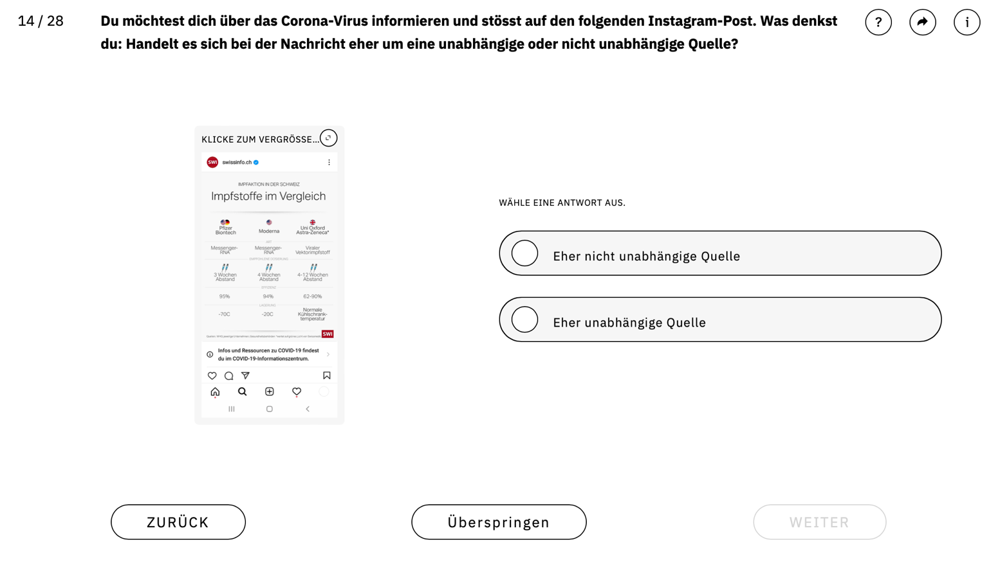 14 / 28
Du möchtest dich über das Corona-Virus informieren und stösst auf den folgenden Instagram-Post. Was denkst
du: Handelt es sich bei der Nachricht eher um eine unabhängige oder nicht unabhängige Quelle?
?
i
KLICKE ZUM VERGRÖSSE...
SWI swissinfo.ch
IMPFAKTION IN DER SCHWEIZ
Impfstoffe im Vergleich
Pfizer Biontech
Moderna
Uni Oxford Astra-Zeneca*
ART
Messenger-RNA
Messenger-RNA
Viraler Vektorimpfstoff
EMPFOHLENE DOSIERUNG
3 Wochen Abstand
4 Wochen Abstand
4-12 Wochen Abstand
EFFIZIENZ
95% 94% 62-90%
LAGERUNG
-70C
-20C
Normale Kühlschrank-temperatur
SWI
Infos und Ressourcen zu COVID-19 findest
du im COVID-19-Informationszentrum.
WÄHLE EINE ANTWORT AUS.
Eher nicht unabhängige Quelle
Eher unabhängige Quelle
ZURÜCK
Überspringen
WEITER